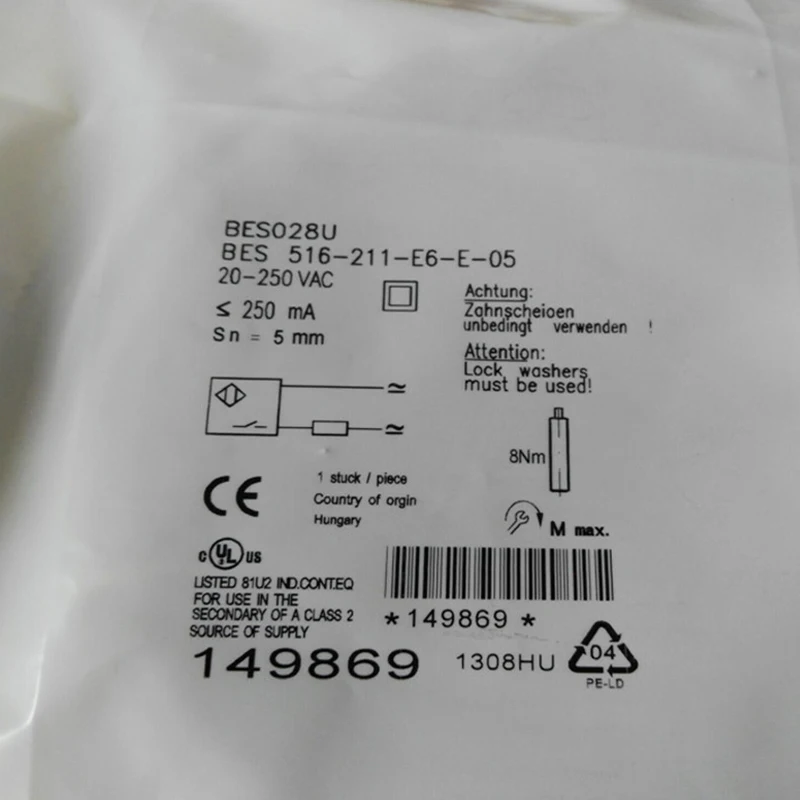 BES028U
BES 516-211-E6-E-05
20-250 VAC
≤ 250 mA
Sn = 5 mm
Achtung:
Zahnscheioen
unbedingt verwenden !
Attention:
Lock washers
must be used!
8Nm
M max.
CE
1 stuck / piece
Country of orgin
Hungary
c UL US
LISTED 81U2 IND.CONT.EQ
FOR USE IN THE
SECONDARY OF A CLASS 2
SOURCE OF SUPPLY
*149869 *
149869
1308HU
04
PE-LD